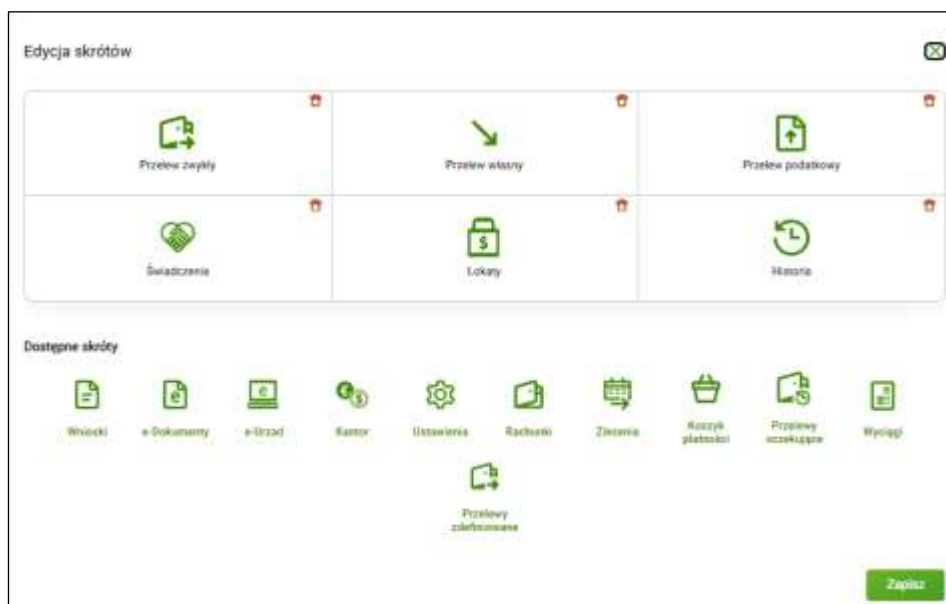 Edycja skrótów
Przelew zwykły
Przelew własny
Przelew podatkowy
Świadczenia
Lokaty
Historia
Dostępne skróty
Wnioski
e-Dokumenty
e-Urząd
Kantor
Ustawienia
Rachunki
Zlecenia
Koszyk
płatności
Przelewy
oczekujące
Wyciągi
Przelewy
zdefiniowane
Zapisz